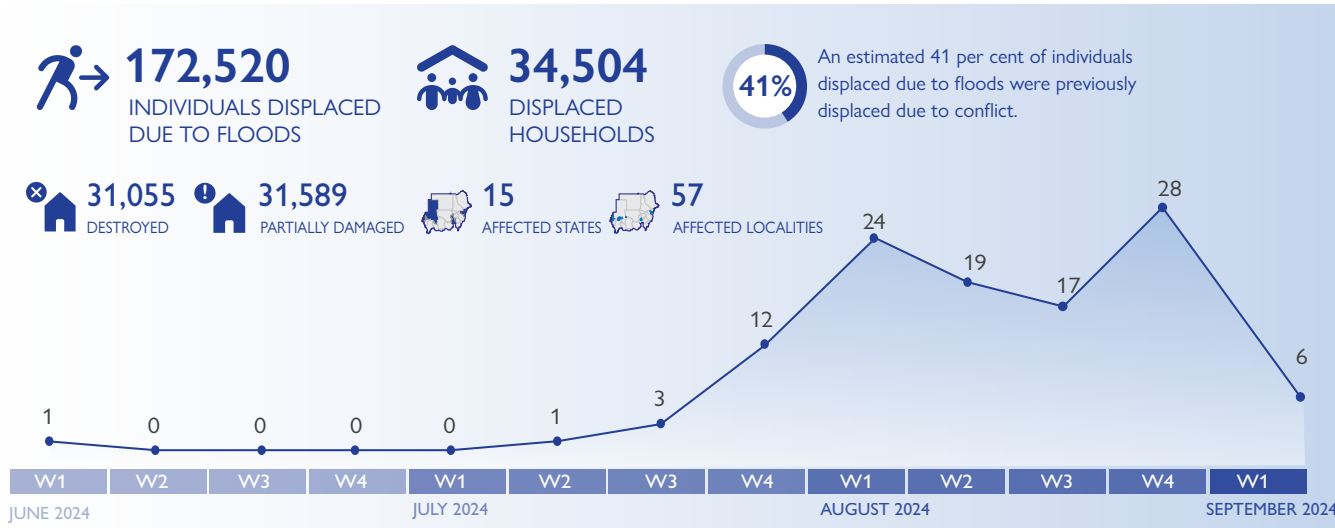 172,520
INDIVIDUALS DISPLACED
DUE TO FLOODS
34,504
DISPLACED
HOUSEHOLDS
41%
An estimated 41 per cent of individuals
displaced due to floods were previously
displaced due to conflict.
31,055
DESTROYED
31,589
PARTIALLY DAMAGED
15
AFFECTED STATES
57
AFFECTED LOCALITIES
1
0
0
0
0
1
3
12
24
19
17
28
6
W1
W2
W3
W4
W1
W2
W3
W4
W1
W2
W3
W4
W1
JUNE 2024
JULY 2024
AUGUST 2024
SEPTEMBER 2024